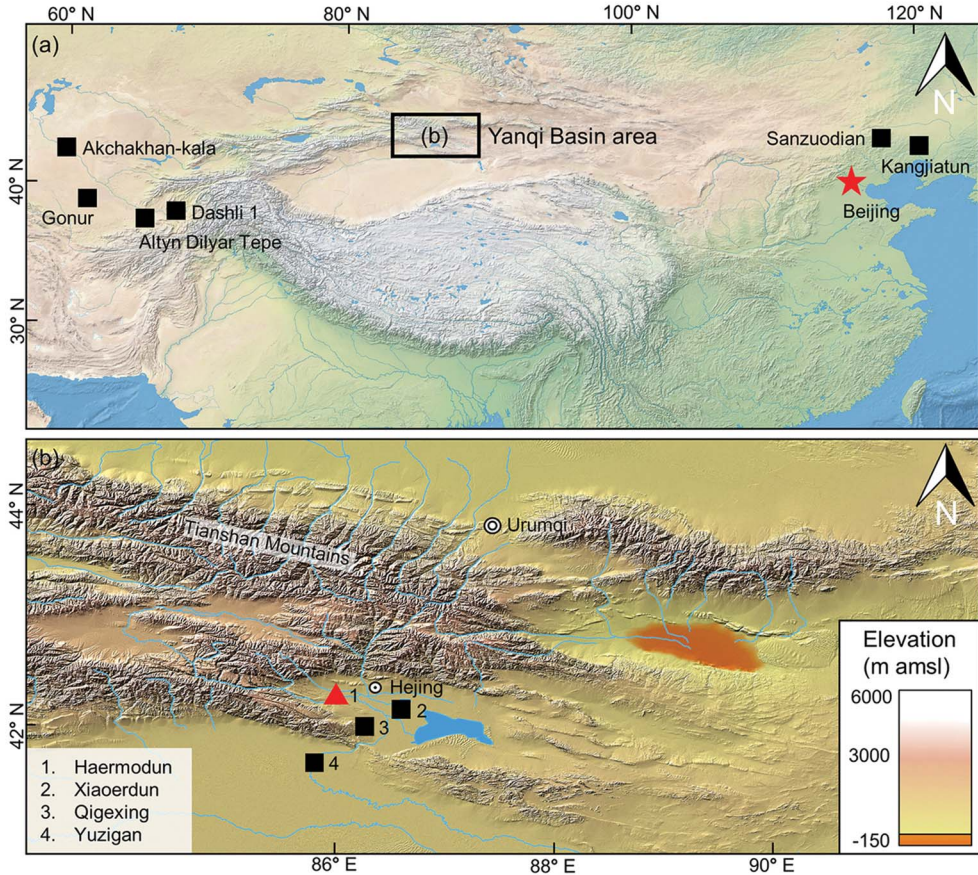 60° N 80° N 100° N 120° N
(a)
N
(b) Yanqi Basin area
Akchakhan-kala
Sanzuodian
Kangjiatun
40° N
Gonur
Dashli 1
Altyn Dilyar Tepe
Beijing
30° N
(b)
N
44° N
Urumqi
Tianshan Mountains
Elevation
(m amsl)
6000
3000
-150
Hejing
1
2
3
4
42° N
1. Haermodun
2. Xiaoerdun
3. Qigexing
4. Yuzigan
86° E 88° E 90° E